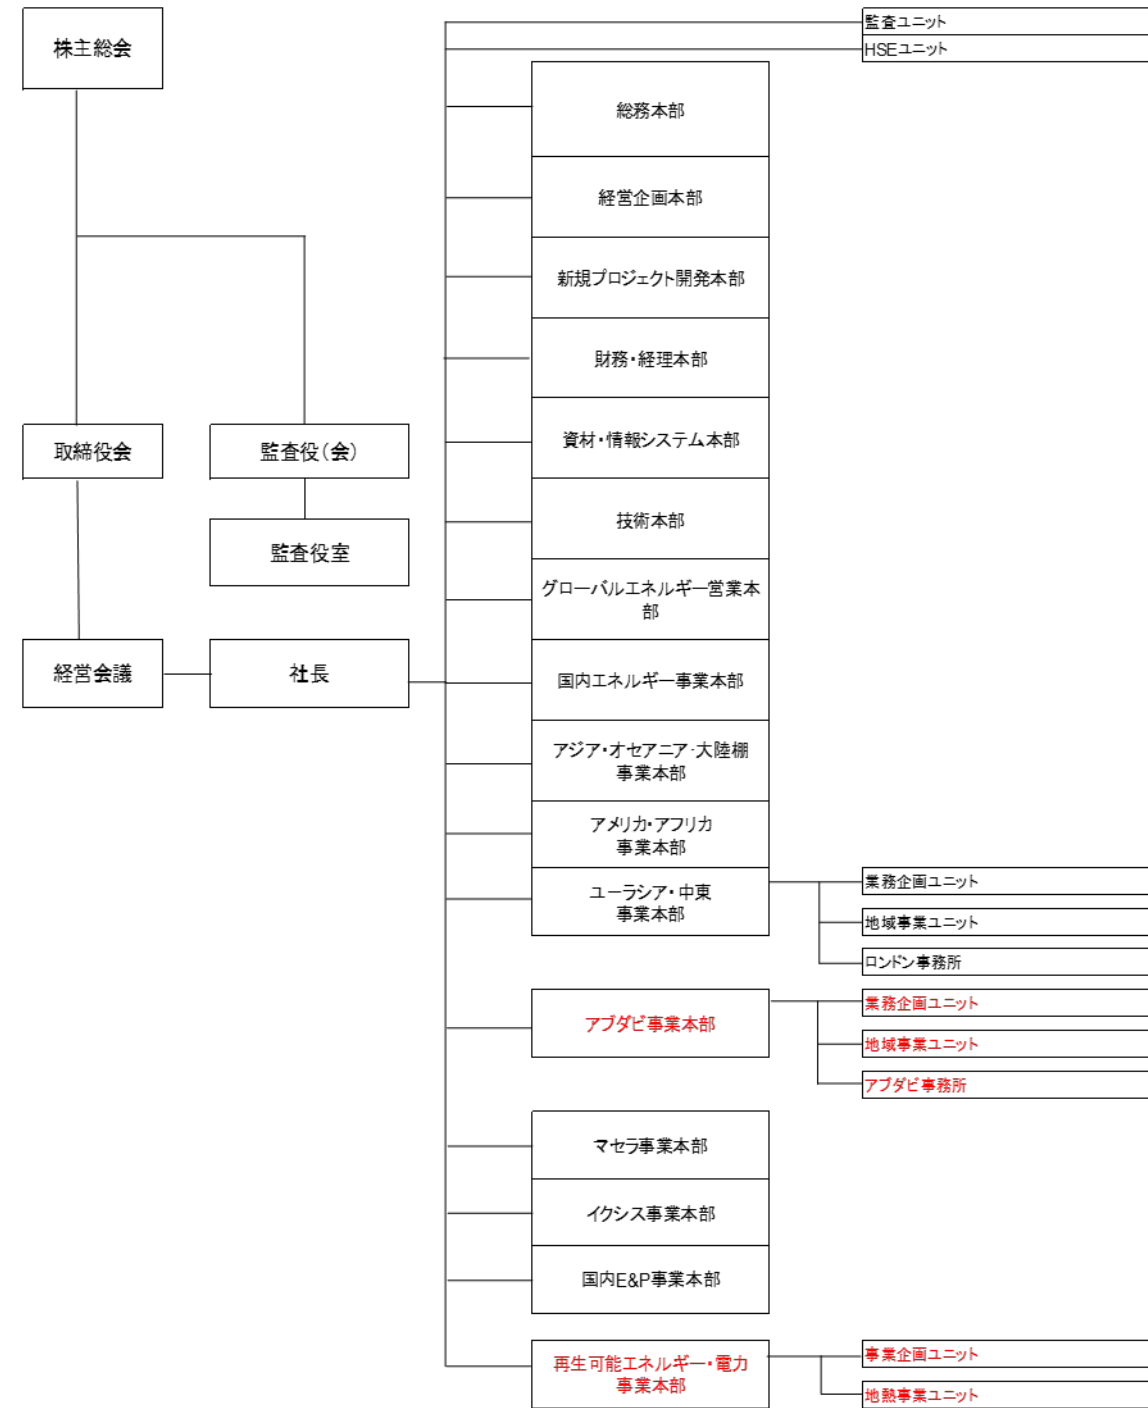 株主総会
監査ユニット
HSEユニット
総務本部
経営企画本部
新規プロジェクト開発本部
財務・経理本部
資材・情報システム本部
取締役会
監査役（会）
技術本部
監査役室
グローバルエネルギー営業本
部
経営会議
社長
国内エネルギー事業本部
アジア・オセアニア・大陸棚
事業本部
アメリカ・アフリカ
事業本部
ユーラシア・中東
事業本部
業務企画ユニット
地域事業ユニット
ロンドン事務所
アブダビ事業本部
業務企画ユニット
地域事業ユニット
アブダビ事務所
マセラ事業本部
イクシス事業本部
国内E&P事業本部
再生可能エネルギー・電力
事業本部
事業企画ユニット
地熱事業ユニット